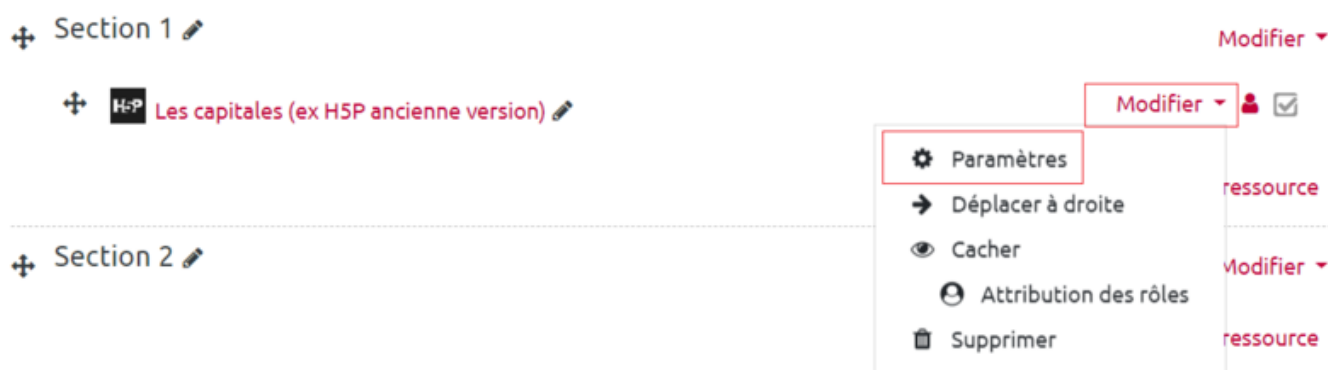 Section 1
Modifier
H5P Les capitales (ex H5P ancienne version)
Modifier
Paramètres
ressource
Déplacer à droite
Section 2
Cacher
Modifier
Attribution des rôles
Supprimer
ressource